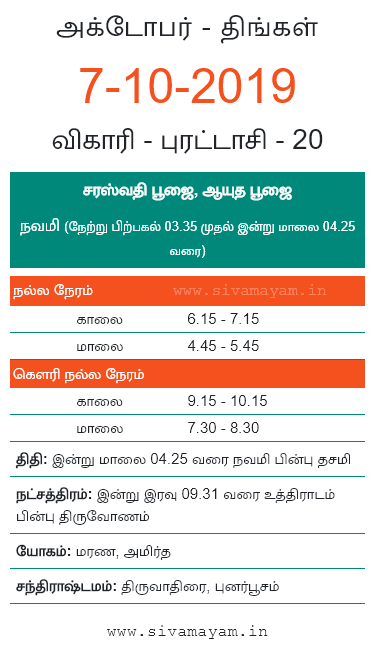 அக்டோபர் - திங்கள்
7-10-2019
விகாரி - புரட்டாசி - 20
சரஸ்வதி பூஜை, ஆயுத பூஜை
நவமி (நேற்று பிற்பகல் 03.35 முதல் இன்று மாலை 04.25
வரை)
நல்ல நேரம் www.sivamayam.in
காலை 6.15 - 7.15
மாலை 4.45 - 5.45
கௌரி நல்ல நேரம்
காலை 9.15 - 10.15
மாலை 7.30 - 8.30
திதி: இன்று மாலை 04.25 வரை நவமி பின்பு தசமி
நட்சத்திரம்: இன்று இரவு 09.31 வரை உத்திராடம்
பின்பு திருவோணம்
யோகம்: மரண, அமிர்த
சந்திராஷ்டமம்: திருவாதிரை, புனர்பூசம்
www.sivamayam.in